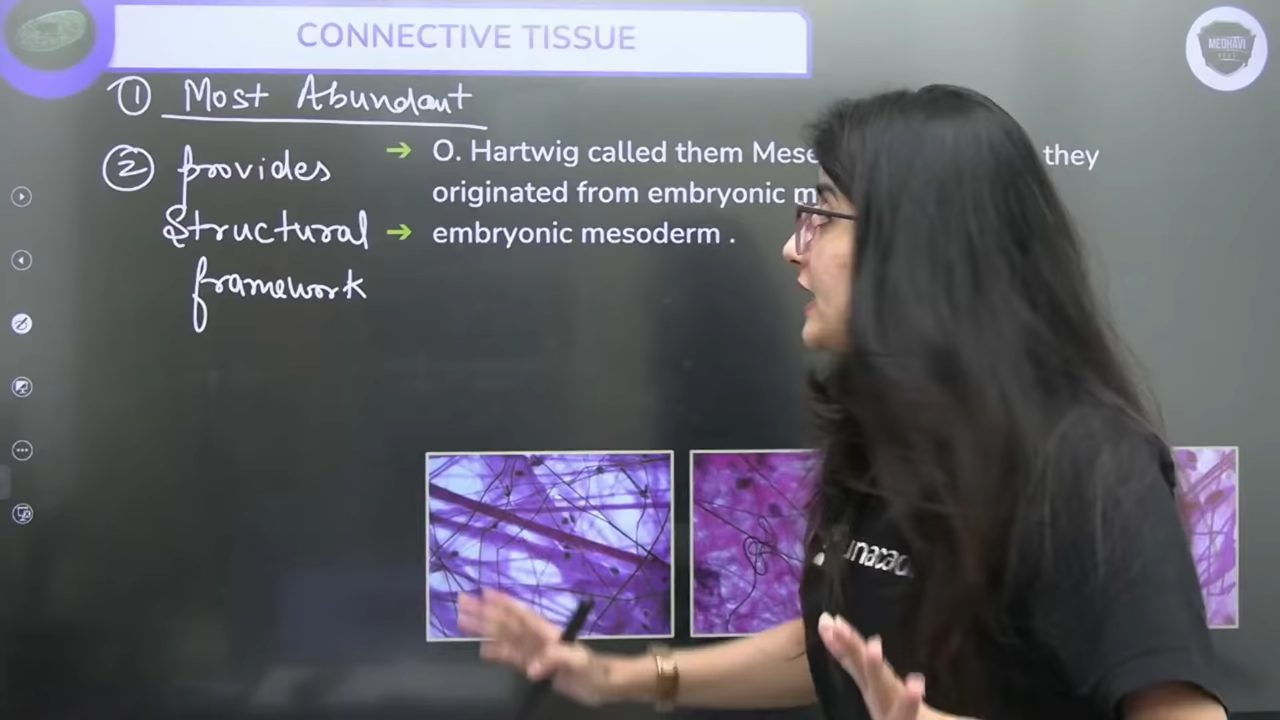 CONNECTIVE TISSUE
MEDHAVI
① Most Abundant
② provides
Structural
framework
→ O. Hartwig called them they
originated from embryonic
→ embryonic mesoderm .